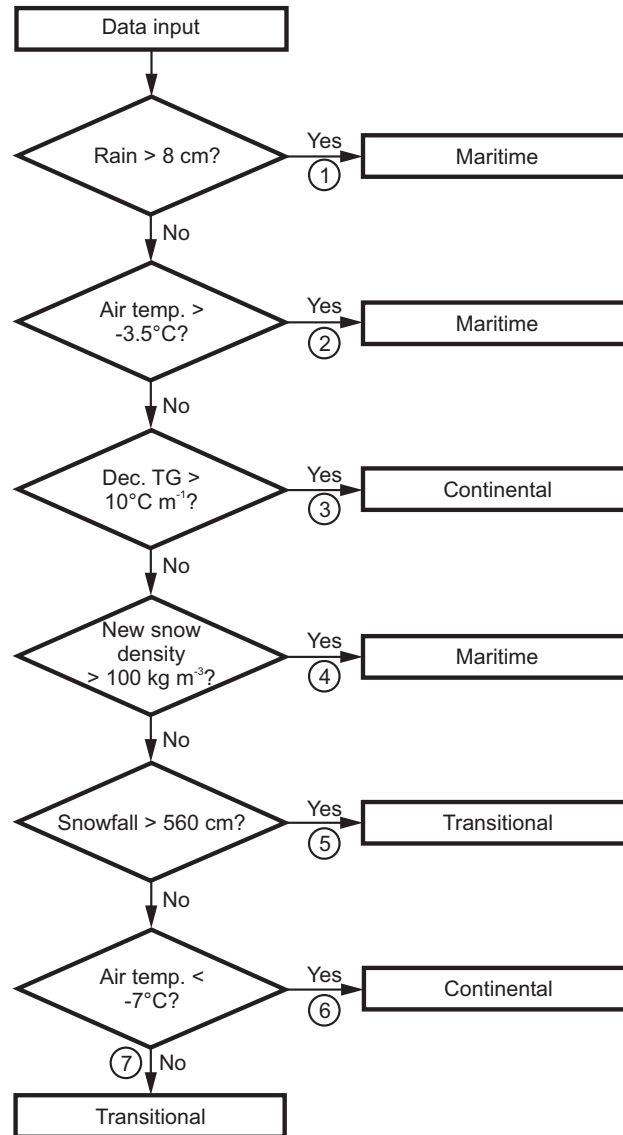 Data input
Rain > 8 cm?
Yes
①
Maritime
No
Air temp. >
-3.5°C?
Yes
②
Maritime
No
Dec. TG >
10°C m⁻¹?
Yes
③
Continental
No
New snow
density
> 100 kg m⁻³?
Yes
④
Maritime
No
Snowfall > 560 cm?
Yes
⑤
Transitional
No
Air temp. <
-7°C?
Yes
⑥
Continental
⑦ No
Transitional